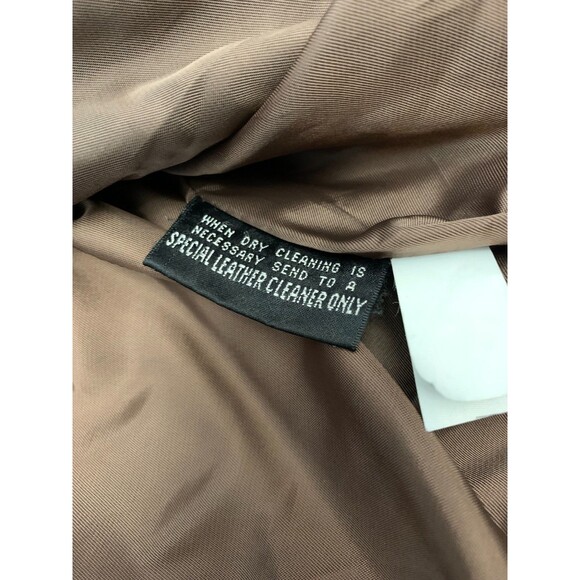 WHEN DRY CLEANING IS
NECESSARY SEND TO A
SPECIAL LEATHER CLEANER ONLY